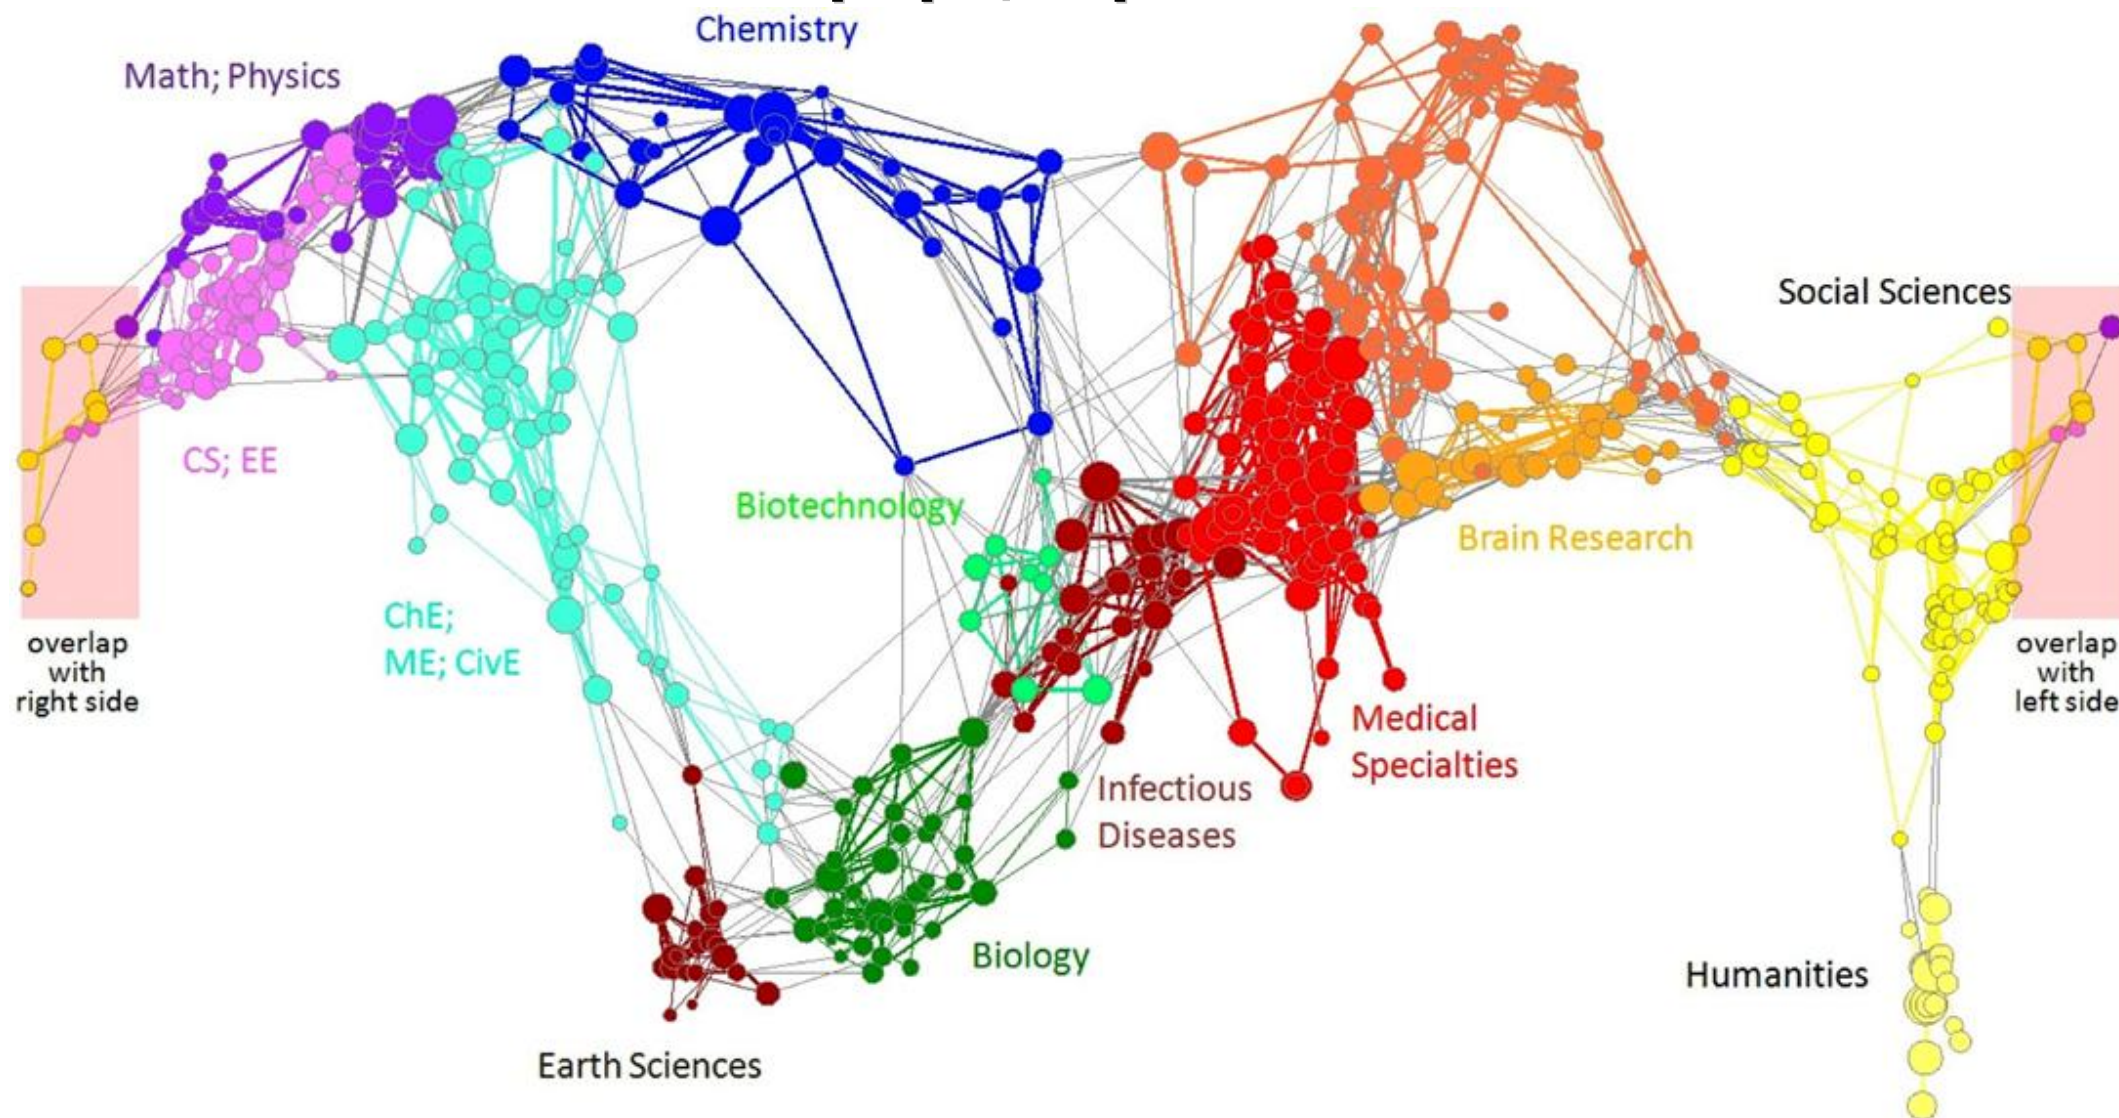 Chemistry
Math; Physics
Social Sciences
CS; EE
Biotechnology
Brain Research
ChE;
ME; CivE
overlap
with
right side
overlap
with
left side
Medical
Specialties
Infectious
Diseases
Biology
Humanities
Earth Sciences